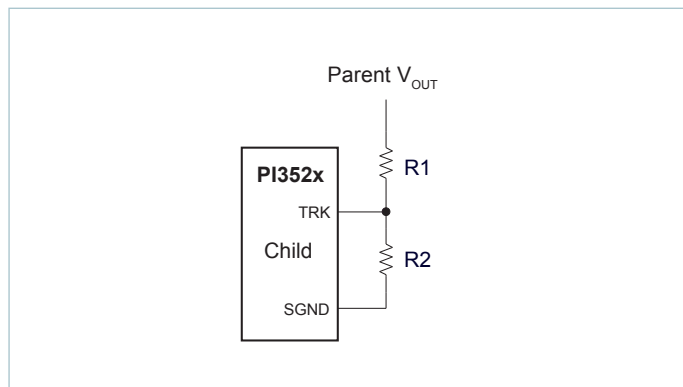 Parent VOUT
R1
PI352x
TRK
Child
R2
SGND